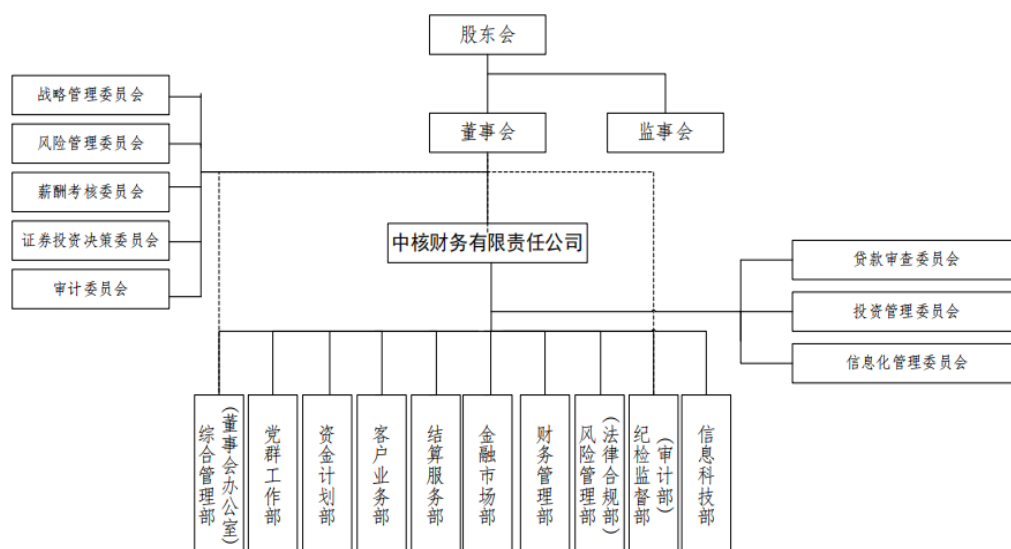 股东会
董事会
监事会
战略管理委员会
风险管理委员会
薪酬考核委员会
证券投资决策委员会
审计委员会
中核财务有限责任公司
贷款审查委员会
投资管理委员会
信息化管理委员会
综合管理部
(董事会办公室)
党群工作部
资金计划部
客户业务部
结算服务部
金融市场部
财务管理部
风险管理部
(法律合规部)
纪检监督部
(审计部)
信息科技部